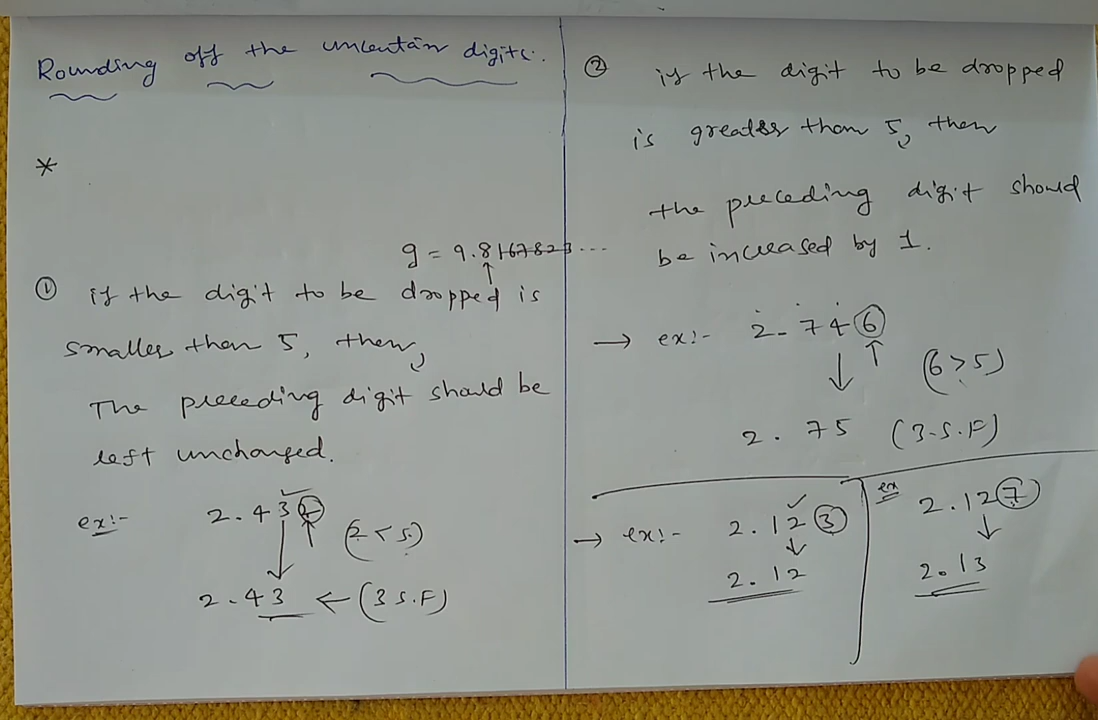 Rounding off the uncertain digits.
*
g = 9.8167823...
① if the digit to be dropped is
smaller than 5, then,
The preceding digit should be
left unchanged.
ex:- 2.432
(2<5)
2.43 ← (3 S.F)
② if the digit to be dropped
is greater than 5, then
the preceding digit should
be increased by 1.
→ ex:- 2.746
(6>5)
2.75 (3.S.F)
→ ex:- 2.123
2.12
ex 2.127
2.13